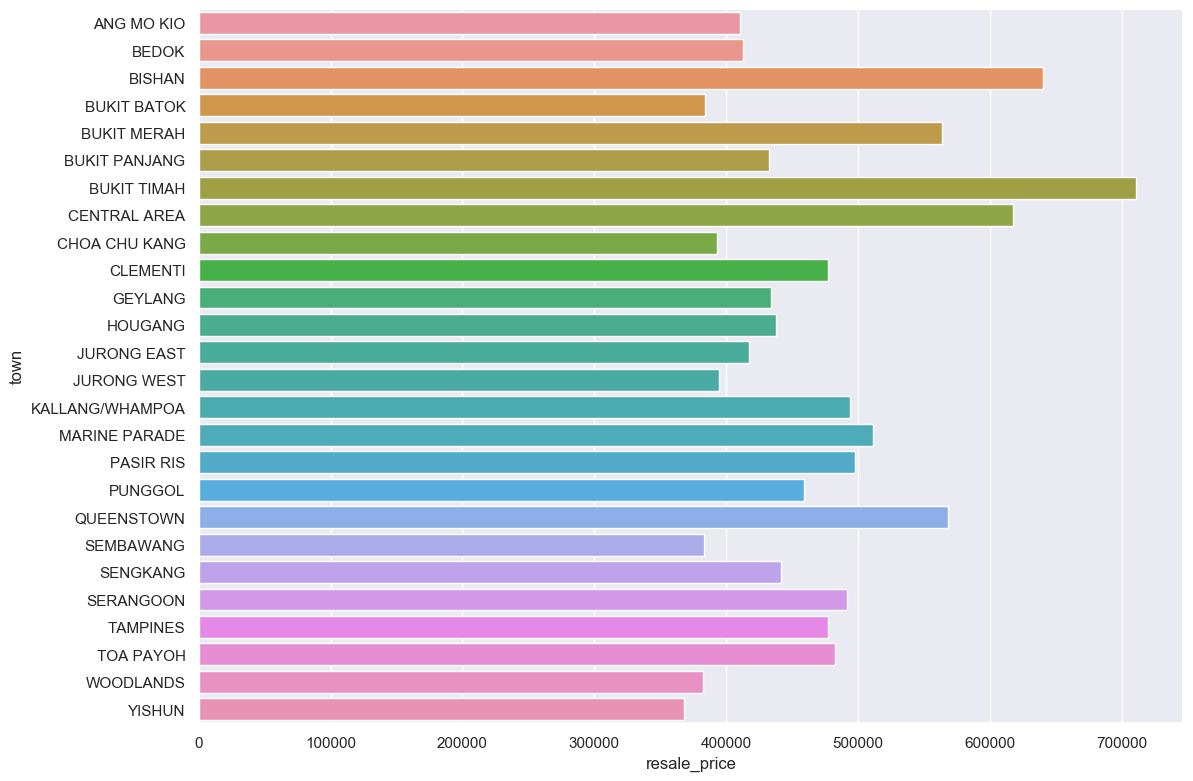 ANG MO KIO
BEDOK
BISHAN
BUKIT BATOK
BUKIT MERAH
BUKIT PANJANG
BUKIT TIMAH
CENTRAL AREA
CHOA CHU KANG
CLEMENTI
GEYLANG
HOUGANG
JURONG EAST
JURONG WEST
KALLANG/WHAMPOA
MARINE PARADE
PASIR RIS
PUNGGOL
QUEENSTOWN
SEMBAWANG
SENGKANG
SERANGOON
TAMPINES
TOA PAYOH
WOODLANDS
YISHUN
town
0 100000 200000 300000 400000 500000 600000 700000
resale_price